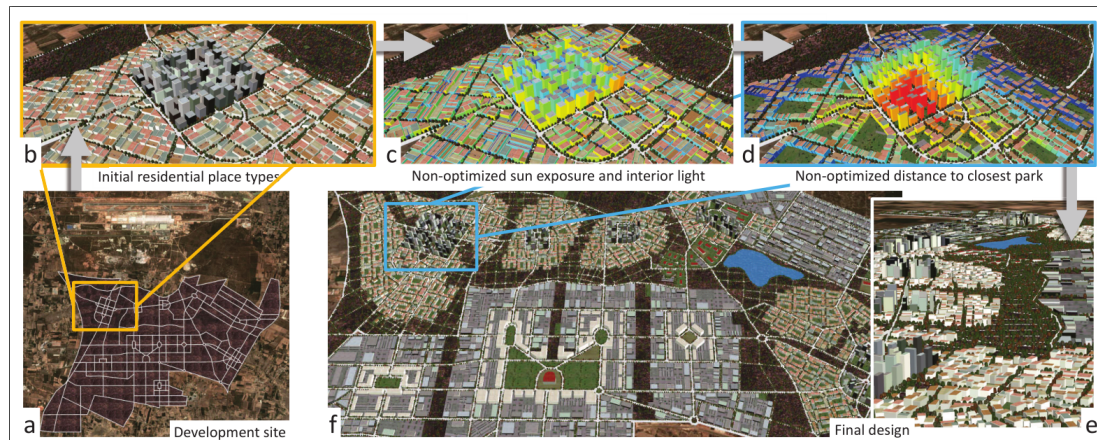 b
c
d
Initial residential place types
Non-optimized sun exposure and interior light
Non-optimized distance to closest park
a
Development site
f
Final design
e